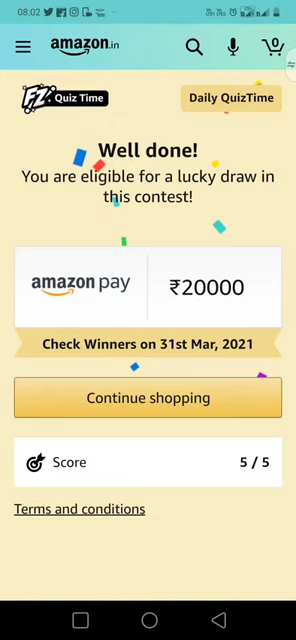 08:02
amazon.in
0
FZ Quiz Time
Daily QuizTime
Well done!
You are eligible for a lucky draw in
this contest!
amazon pay
₹20000
Check Winners on 31st Mar, 2021
Continue shopping
Score
5 / 5
Terms and conditions